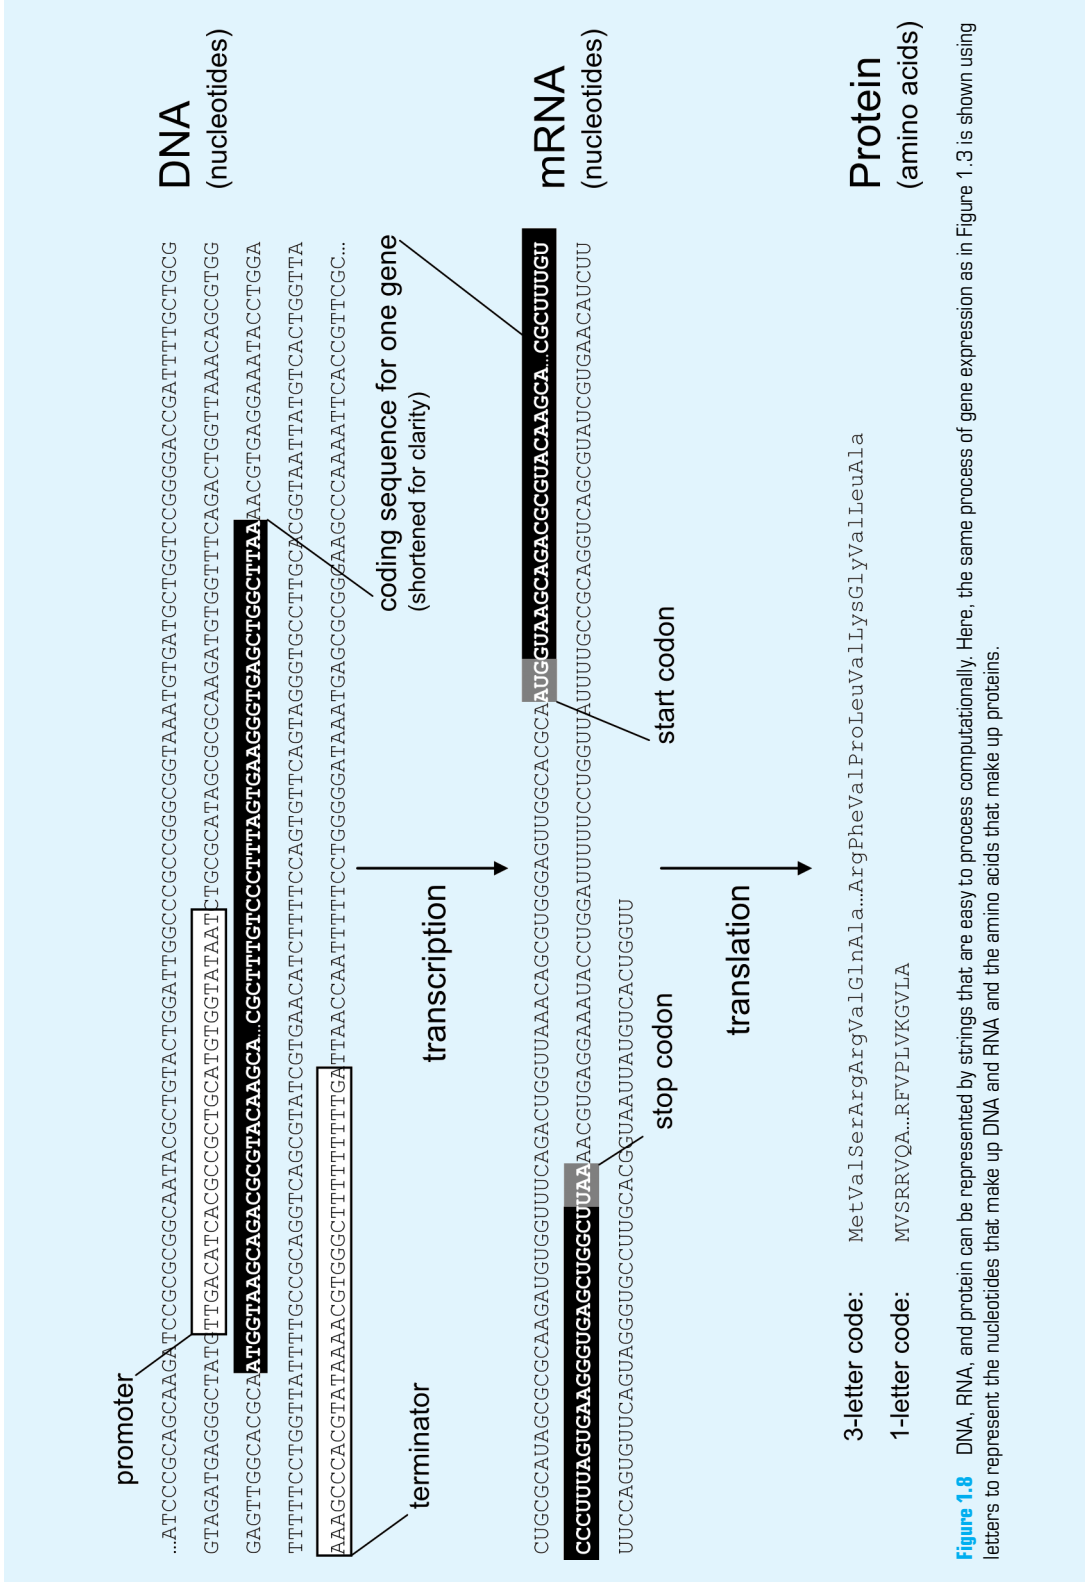 promoter
...ATCCCGCAGCAAGATCCGCGCGGCAATACGCTGTACTGGATTGGCCCGCCGGGCGGTAAATGTGATGCTGGTCCGGGGACCGATTTTGCTGCG
GTAGATGAGGGCTATGTTGACATCACGCCGCTGCATGTGGTATAATCTGCGCATAGCGCGCAAGATGTGGTTTCAGACTGGTTAAACAGCGTGG
GAGTTGGCACGCAATGGTAAGCAGACGCGTACAAGCA...CGCTTTGTCCCTTTAGTGAAGGGTGAGCTGGCTTAAAACGTGAGGAAATACCTGGA
TTTTTCCTGGTTATTTTGCCGCAGGTCAGCGTATCGTGAACATCTTTTCCAGTGTTCAGTAGGGTGCCTTGCACGGTAATTATGTCACTGGTTA
AAAGCCCACGTATAAAACGTGGGCTTTTTTTTTTGATTAACCAATTTTTCCTGGGGGATAAATGAGCGCGGGAAGCCCAAAATTCACCGTTCGC...
DNA
(nucleotides)
terminator
coding sequence for one gene
(shortened for clarity)
transcription
CUGCGCAUAGCGCGCAAGAUGUGGUUUCAGACUGGUUAAACAGCGUGGGAGUUGGCACGCAAUGGUAAGCAGACGCGUACAAGCA...CGCUUUGU
CCCUUUAGUGAAGGGUGAGCUGGCUUAAAACGUGAGGAAAUACCUGGAUUUUUCCUGGUUAUUUUGCCGCAGGUCAGCGUAUCGUGAACAUCUU
UUCCAGUGUUCAGUAGGGUGCCUUGCACGGUAAUUAUGUCACUGGUU
mRNA
(nucleotides)
stop codon
start codon
translation
3-letter code: MetValSerArgArgValGlnAla...ArgPheValProLeuValLysGlyValLeuAla
1-letter code: MVSRRVQA...RFVPLVKGVLA
Protein
(amino acids)
Figure 1.8 DNA, RNA, and protein can be represented by strings that are easy to process computationally. Here, the same process of gene expression as in Figure 1.3 is shown using
letters to represent the nucleotides that make up DNA and RNA and the amino acids that make up proteins.